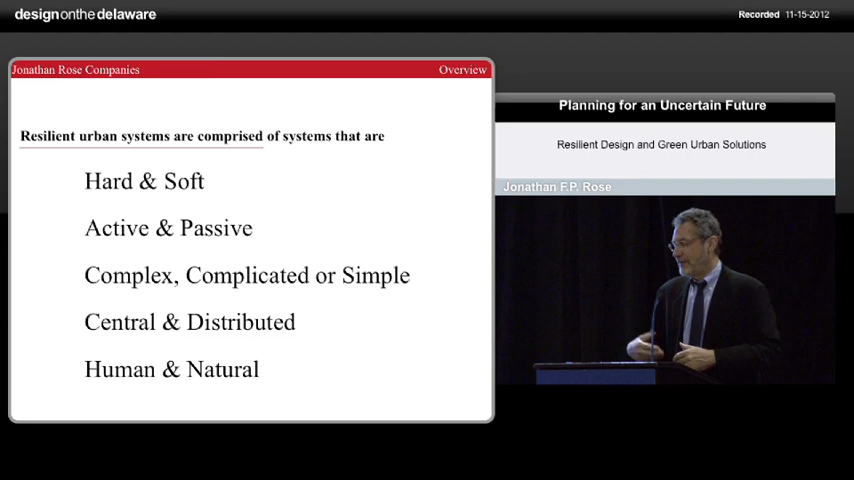 designonthedelaware
Recorded 11-15-2012
Jonathan Rose Companies
Overview
Resilient urban systems are comprised of systems that are
Hard & Soft
Active & Passive
Complex, Complicated or Simple
Central & Distributed
Human & Natural
Planning for an Uncertain Future
Resilient Design and Green Urban Solutions
Jonathan F.P. Rose